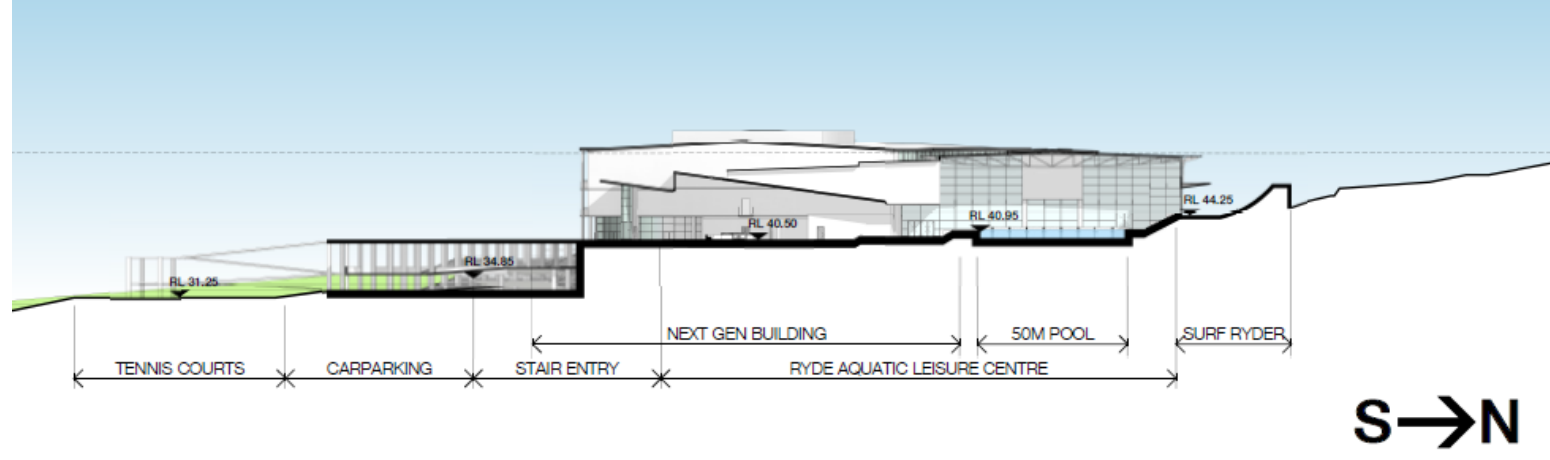 RL 44.25
RL 40.95
RL 40.50
RL 34.85
RL 31.25
NEXT GEN BUILDING
50M POOL
SURF RYDER
TENNIS COURTS
CARPARKING
STAIR ENTRY
RYDE AQUATIC LEISURE CENTRE
S→N